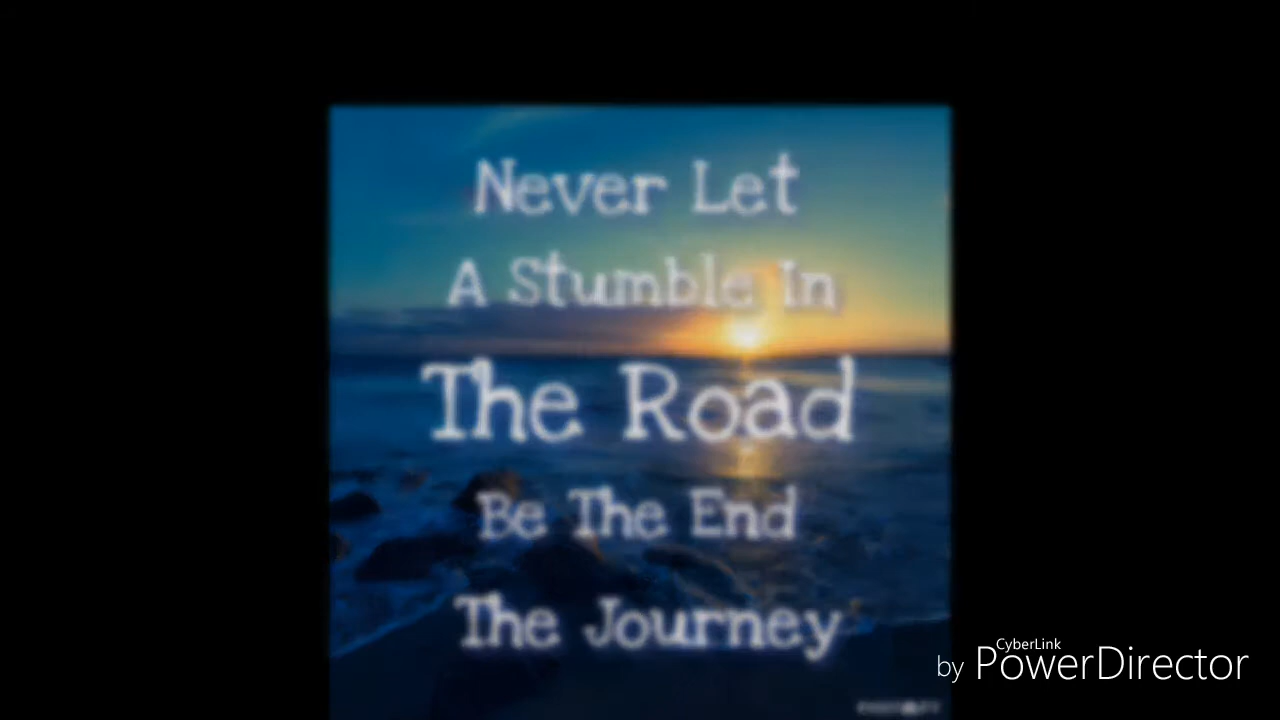 Never Let
A Stumble In
The Road
Be The End
The Journey
CyberLink
by PowerDirector